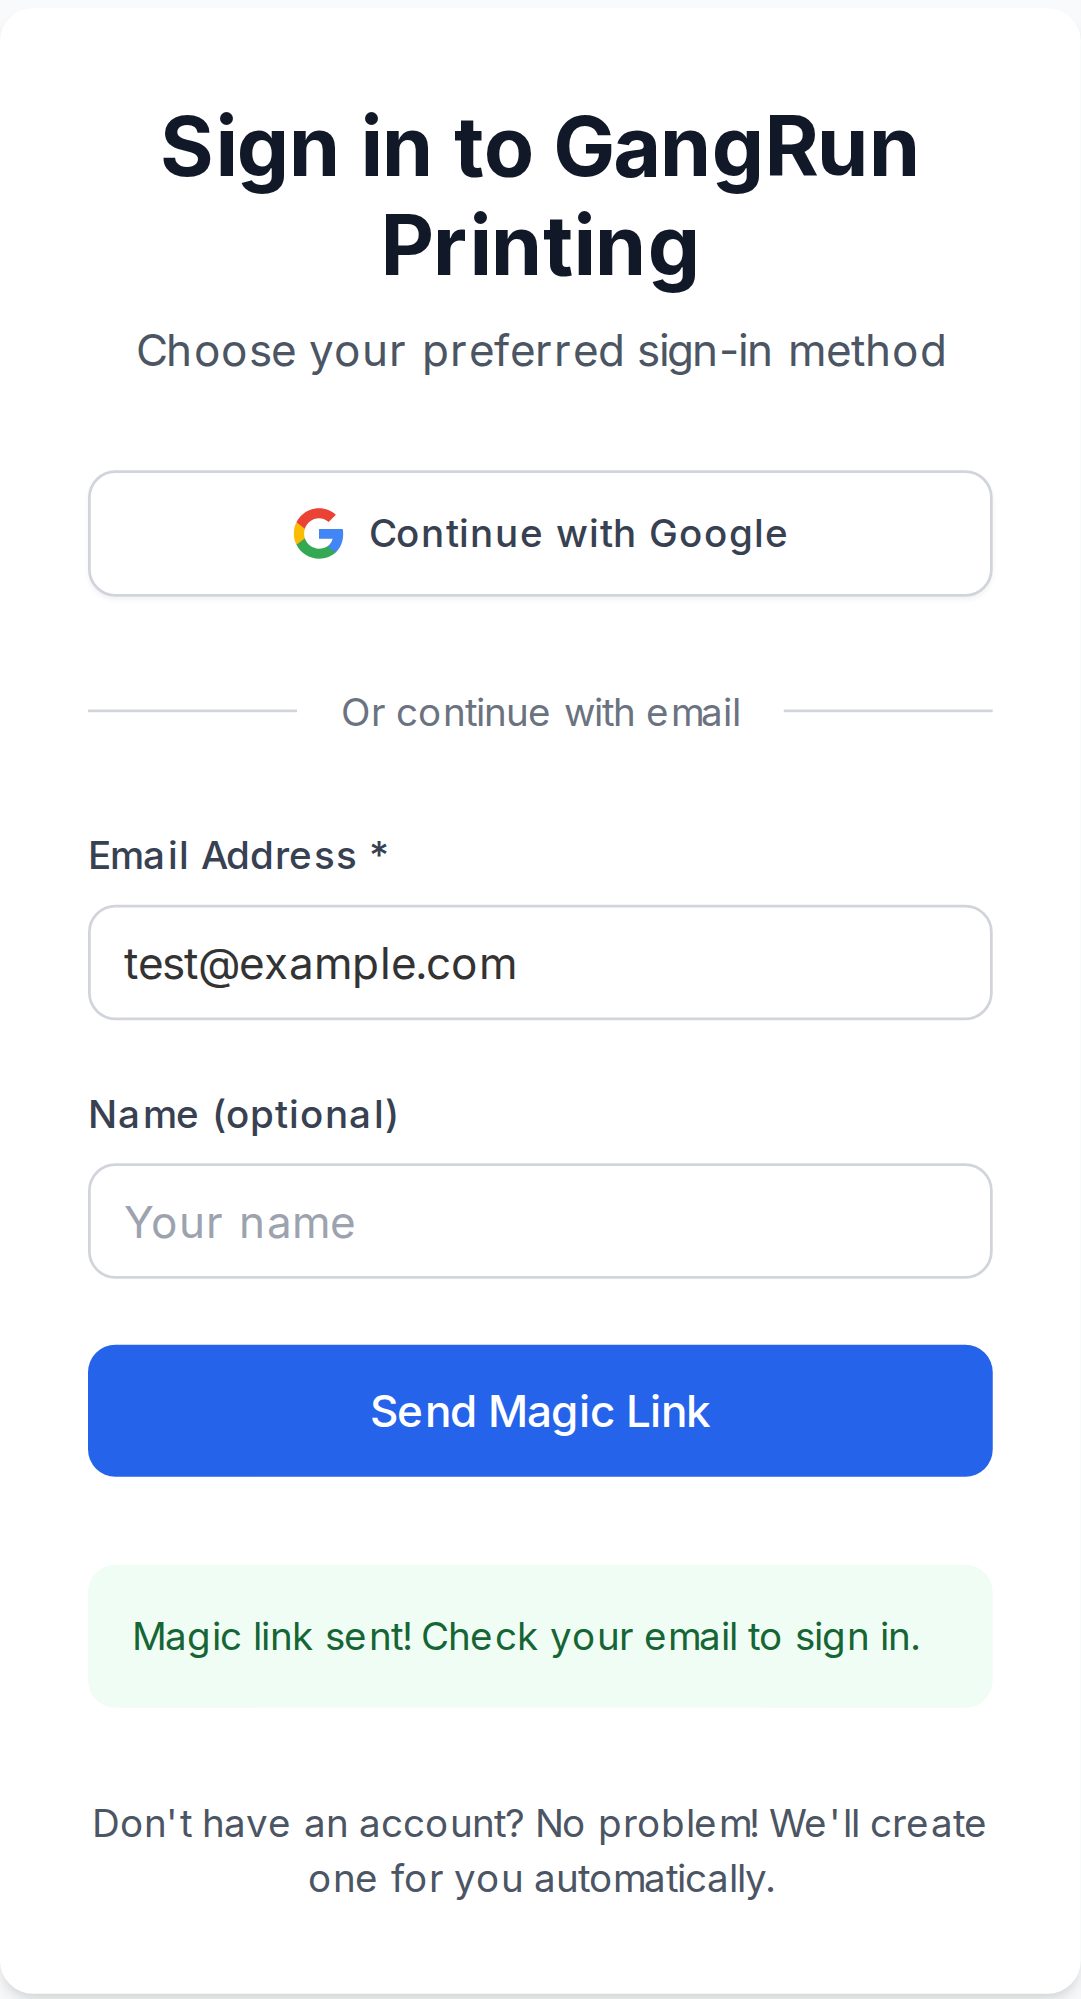 Sign in to GangRun
Printing
Choose your preferred sign-in method
Continue with Google
Or continue with email
Email Address *
test@example.com
Name (optional)
Your name
Send Magic Link
Magic link sent! Check your email to sign in.
Don't have an account? No problem! We'll create
one for you automatically.